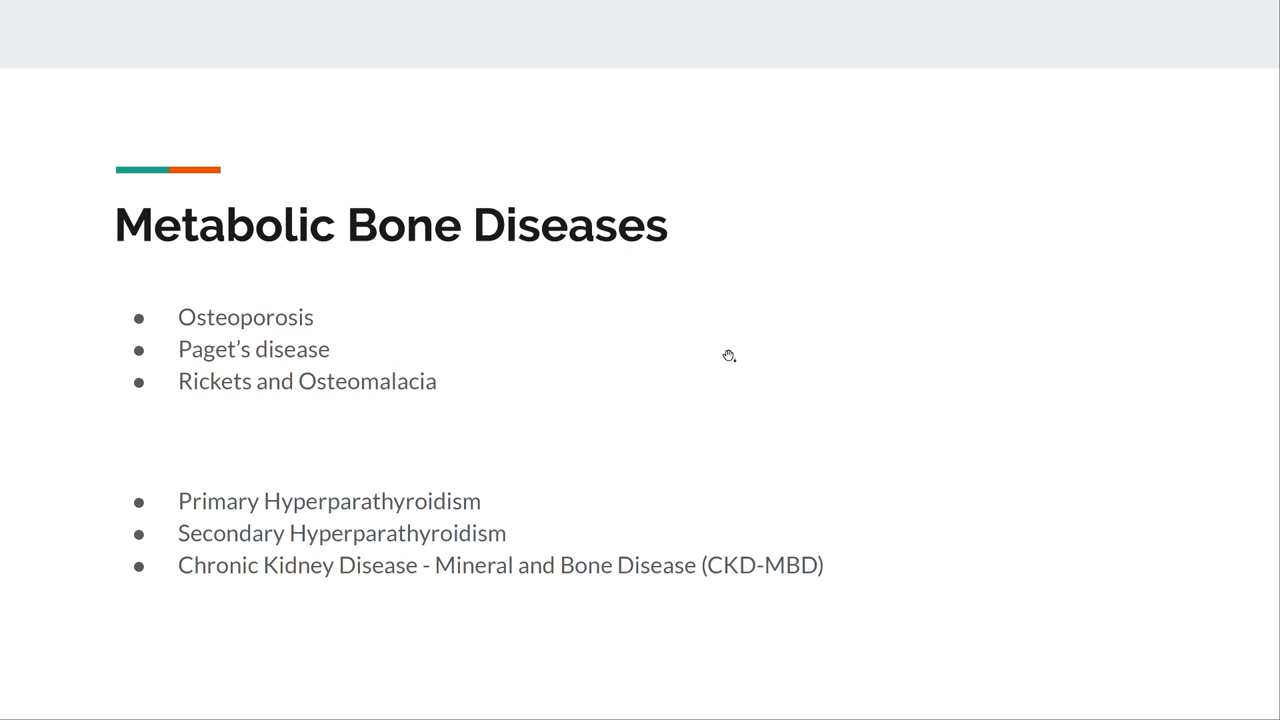 Metabolic Bone Diseases
● Osteoporosis
● Paget’s disease
● Rickets and Osteomalacia
● Primary Hyperparathyroidism
● Secondary Hyperparathyroidism
● Chronic Kidney Disease - Mineral and Bone Disease (CKD-MBD)